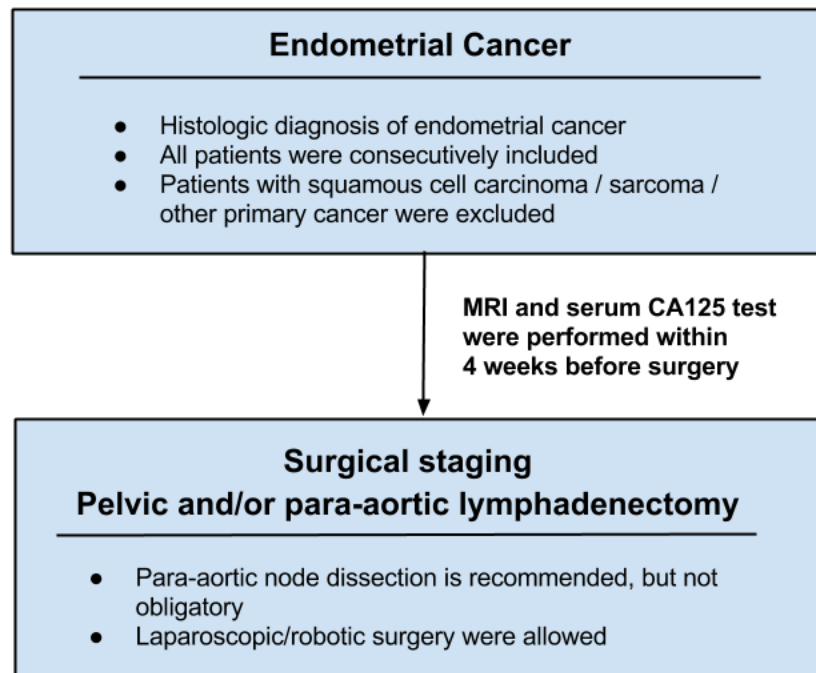 Endometrial Cancer
● Histologic diagnosis of endometrial cancer
● All patients were consecutively included
● Patients with squamous cell carcinoma / sarcoma /
other primary cancer were excluded
MRI and serum CA125 test
were performed within
4 weeks before surgery
Surgical staging
Pelvic and/or para-aortic lymphadenectomy
● Para-aortic node dissection is recommended, but not
obligatory
● Laparoscopic/robotic surgery were allowed